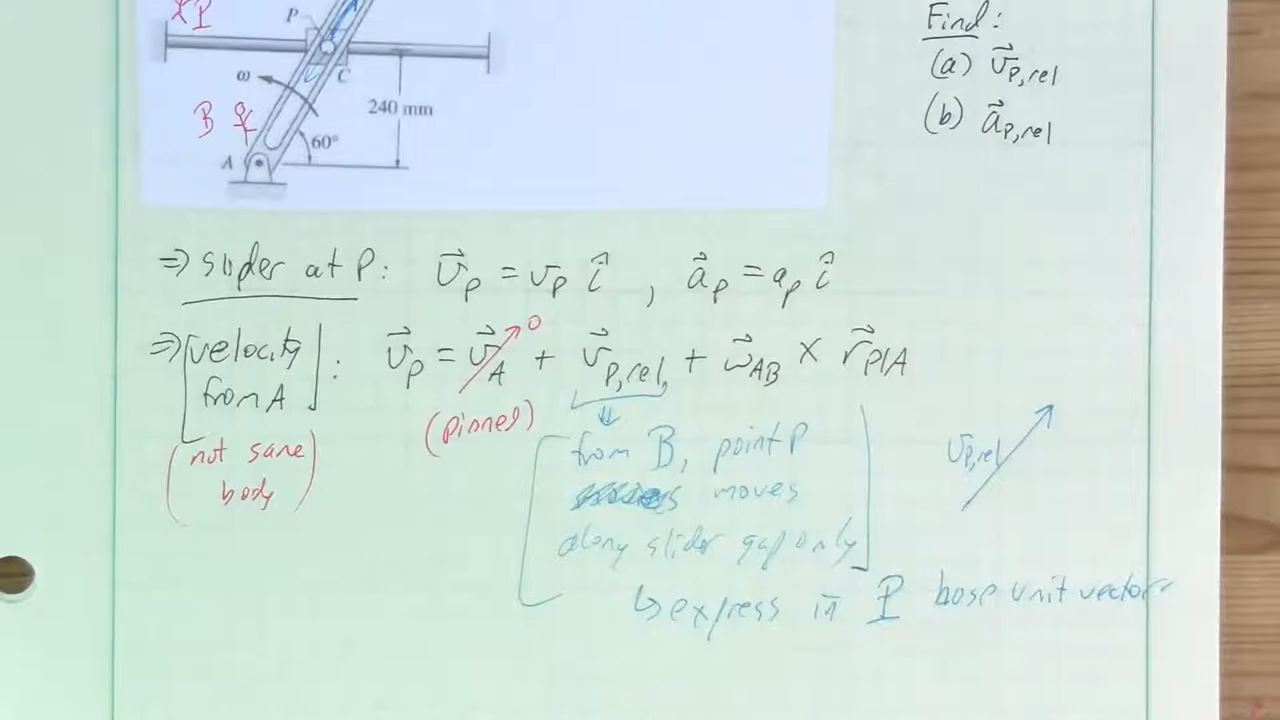 I
P
ω
C
240 mm
B
60°
A
Find:
(a) v⃗P,rel
(b) a⃗P,rel
⇒ slider at P: v⃗P = vP î , a⃗P = aP î
⇒ [velocity from A]: v⃗P = v⃗A 0 + v⃗P,rel + ω⃗AB × r⃗P/A
(not same body)
(pinned)
from B, point P
moves
along slider gap only
↳ express in I base unit vectors
vP,rel